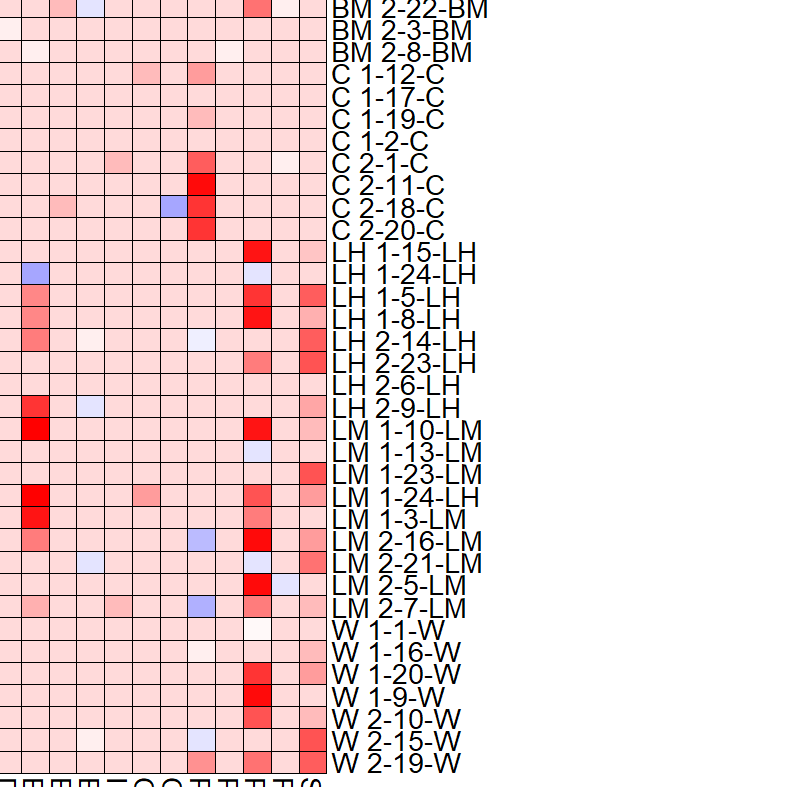 BM 2-22-BM
BM 2-3-BM
BM 2-8-BM
C 1-12-C
C 1-17-C
C 1-19-C
C 1-2-C
C 2-1-C
C 2-11-C
C 2-18-C
C 2-20-C
LH 1-15-LH
LH 1-24-LH
LH 1-5-LH
LH 1-8-LH
LH 2-14-LH
LH 2-23-LH
LH 2-6-LH
LH 2-9-LH
LM 1-10-LM
LM 1-13-LM
LM 1-23-LM
LM 1-24-LH
LM 1-3-LM
LM 2-16-LM
LM 2-21-LM
LM 2-5-LM
LM 2-7-LM
W 1-1-W
W 1-16-W
W 1-20-W
W 1-9-W
W 2-10-W
W 2-15-W
W 2-19-W